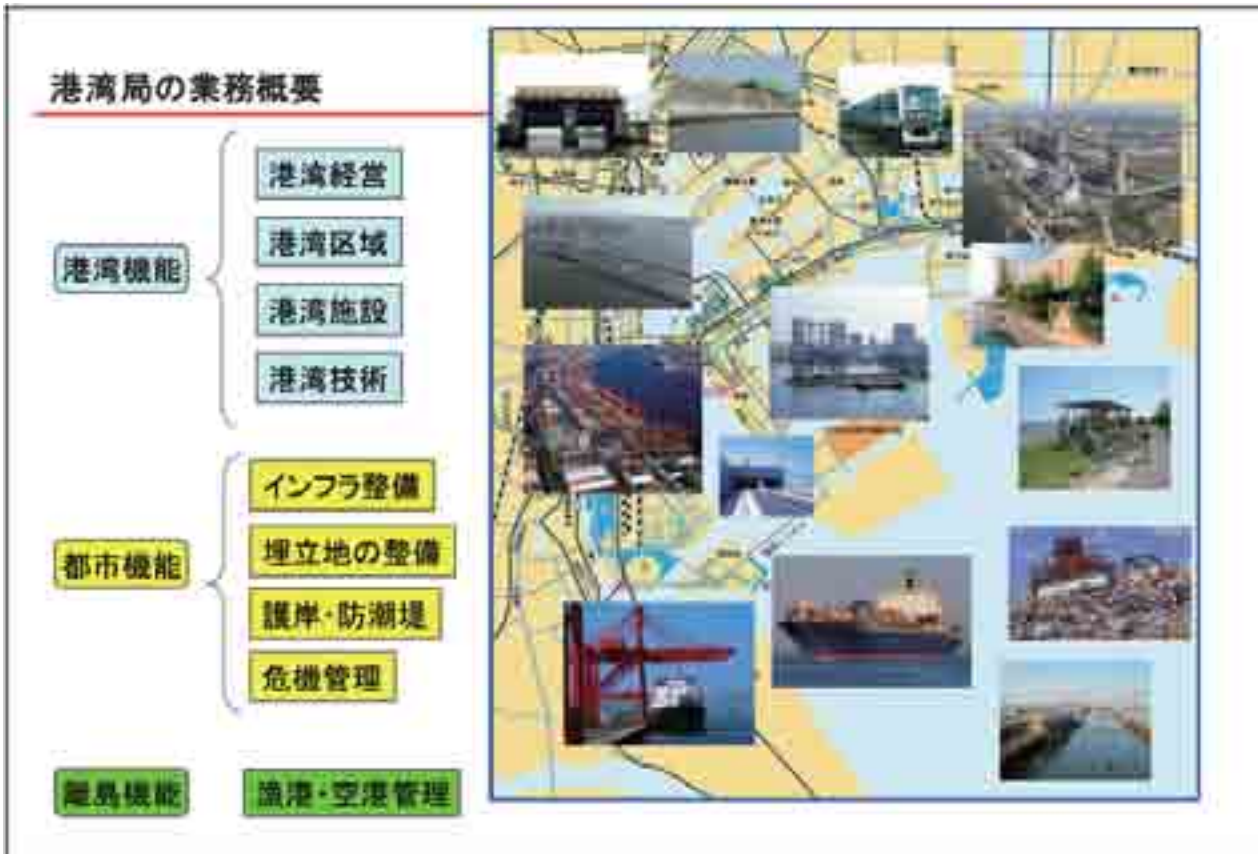 港湾局の業務概要
港湾機能
港湾経営
港湾区域
港湾施設
港湾技術
都市機能
インフラ整備
埋立地の整備
護岸・防潮堤
危機管理
離島機能
漁港・空港管理